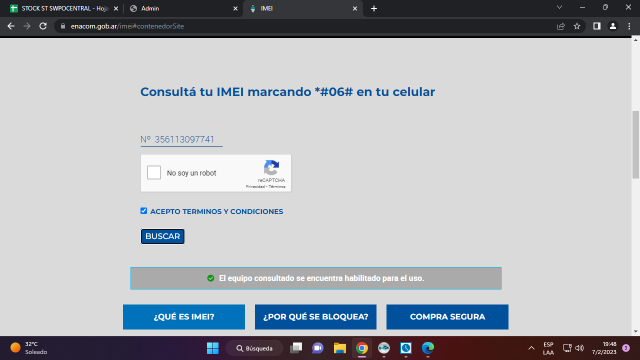 STOCK ST SWPOCENTRAL - Hoja
Admin
IMEI
enacom.gob.ar/imei#contenedorSite
Consultá tu IMEI marcando *#06# en tu celular
Nº 356113097741
No soy un robot
reCAPTCHA
Privacidad - Términos
ACEPTO TERMINOS Y CONDICIONES
BUSCAR
El equipo consultado se encuentra habilitado para el uso.
¿QUÉ ES IMEI?
¿POR QUÉ SE BLOQUEA?
COMPRA SEGURA
32°C
Soleado
Búsqueda
ESP
LAA
19:48
7/2/2023